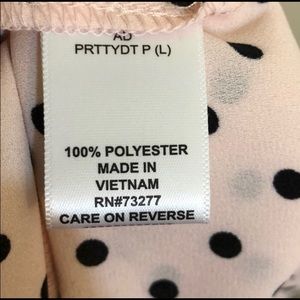 AD
PRTTYDT P (L)
100% POLYESTER
MADE IN
VIETNAM
RN#73277
CARE ON REVERSE